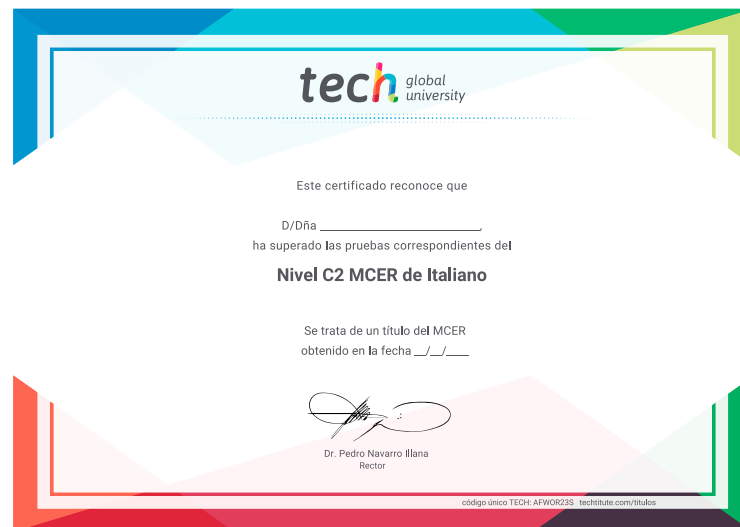 tech global university
Este certificado reconoce que
D/Dña ______________________,
ha superado las pruebas correspondientes del
Nivel C2 MCER de Italiano
Se trata de un título del MCER
obtenido en la fecha __/__/____
Dr. Pedro Navarro Illana
Rector
código único TECH: AFWOR23S techtitute.com/titulos